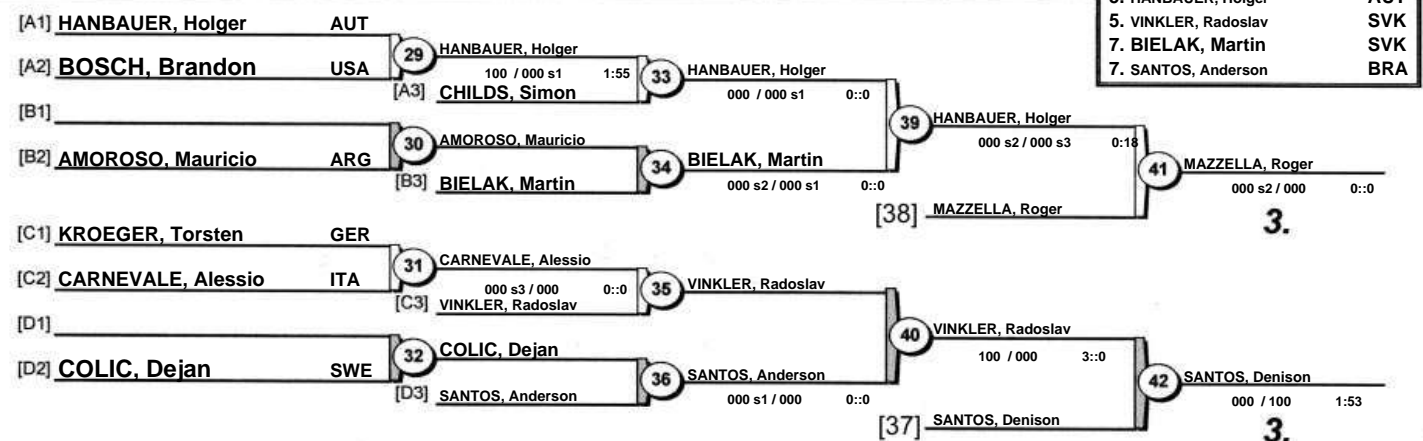 5. HANBAUER, Holger AUT
5. VINKLER, Radoslav SVK
7. BIELAK, Martin SVK
7. SANTOS, Anderson BRA
[A1] HANBAUER, Holger AUT
29 HANBAUER, Holger
[A2] BOSCH, Brandon USA
100 / 000 s1 1:55
33 HANBAUER, Holger
[A3] CHILDS, Simon
000 / 000 s1 0::0
[B1]
39 HANBAUER, Holger
30 AMOROSO, Mauricio
000 s2 / 000 s3 0:18
[B2] AMOROSO, Mauricio ARG
34 BIELAK, Martin
41 MAZZELLA, Roger
[B3] BIELAK, Martin
000 s2 / 000 s1 0::0
000 s2 / 000 0::0
[38] MAZZELLA, Roger
3.
[C1] KROEGER, Torsten GER
31 CARNEVALE, Alessio
[C2] CARNEVALE, Alessio ITA
000 s3 / 000 0::0
35 VINKLER, Radoslav
[C3] VINKLER, Radoslav
[D1]
40 VINKLER, Radoslav
32 COLIC, Dejan
100 / 000 3::0
[D2] COLIC, Dejan SWE
36 SANTOS, Anderson
42 SANTOS, Denison
[D3] SANTOS, Anderson
000 s1 / 000 0::0
000 / 100 1:53
[37] SANTOS, Denison
3.